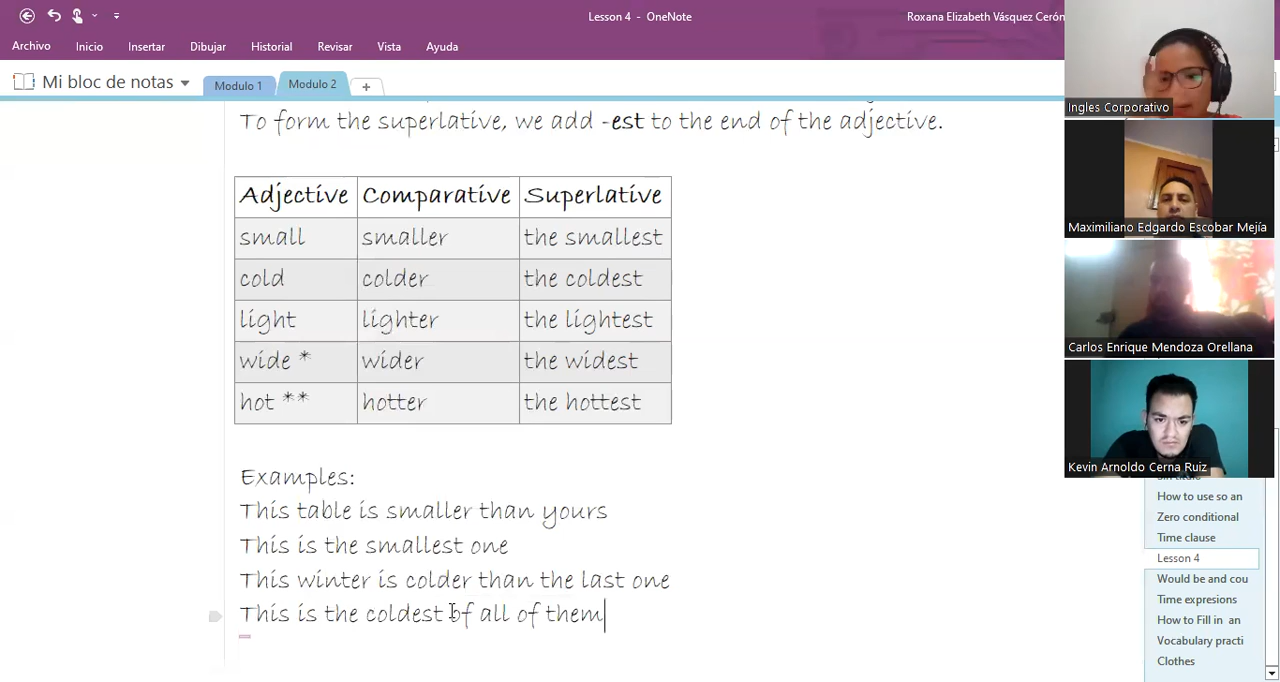 Lesson 4 - OneNote
Roxana Elizabeth Vásquez Cerón
Archivo Inicio Insertar Dibujar Historial Revisar Vista Ayuda
Mi bloc de notas Modulo 1 Modulo 2 +
To form the superlative, we add -est to the end of the adjective.
Adjective Comparative Superlative
small smaller the smallest
cold colder the coldest
light lighter the lightest
wide * wider the widest
hot ** hotter the hottest
Examples:
This table is smaller than yours
This is the smallest one
This winter is colder than the last one
This is the coldest of all of them
Ingles Corporativo
Maximiliano Edgardo Escobar Mejía
Carlos Enrique Mendoza Orellana
Kevin Arnoldo Cerna Ruiz
How to use so an
Zero conditional
Time clause
Lesson 4
Would be and cou
Time expresions
How to Fill in an
Vocabulary practi
Clothes